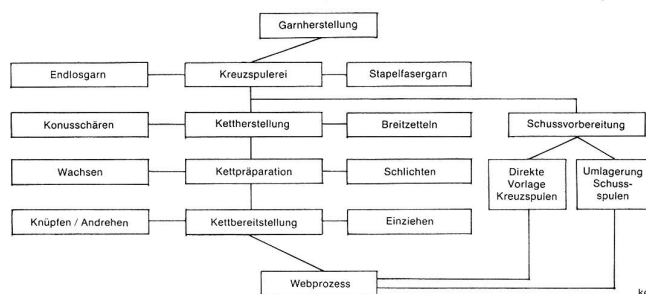 Garnherstellung
Endlosgarn
Kreuzspulerei
Stapelfasergarn
Konusschären
Kettherstellung
Breitzetteln
Schussvorbereitung
Wachsen
Kettpräparation
Schlichten
Direkte
Vorlage
Kreuzspulen
Umlagerung
Schuss-
spulen
Knüpfen / Andrehen
Kettbereitstellung
Einziehen
Webprozess